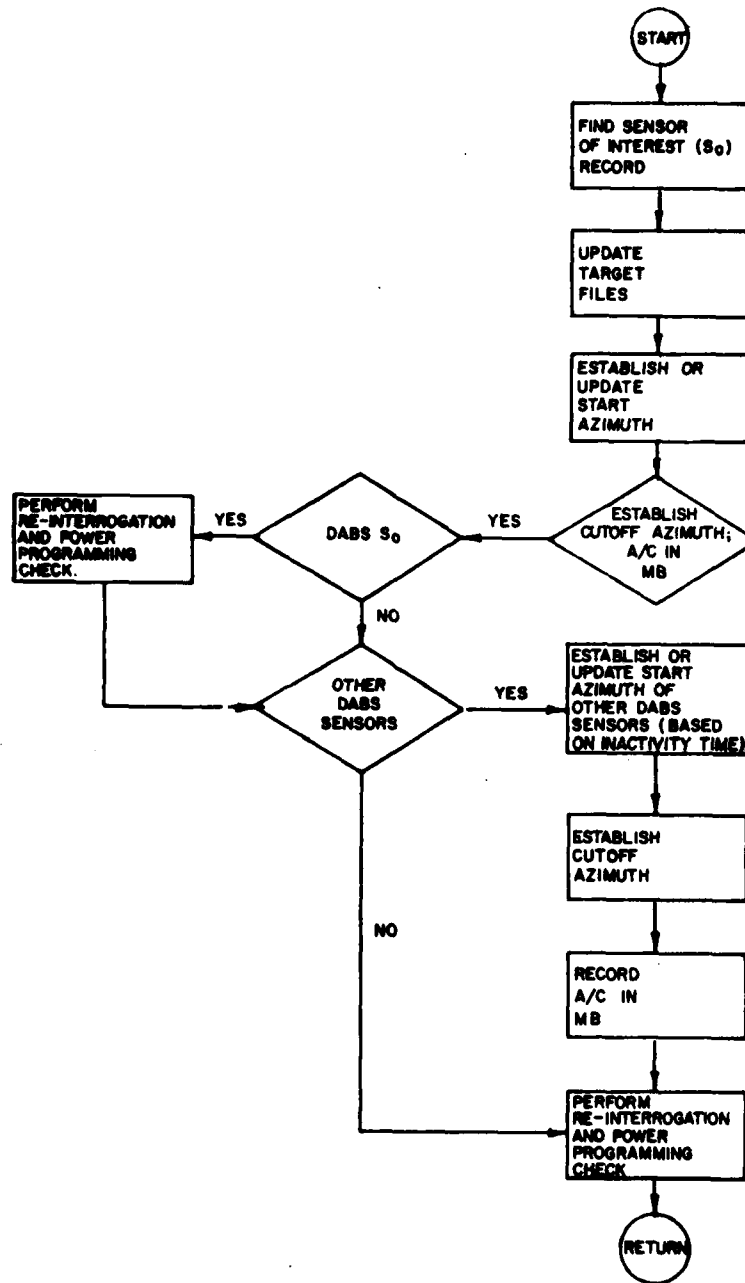 START
FIND SENSOR
OF INTEREST (S₀)
RECORD
UPDATE
TARGET
FILES
ESTABLISH OR
UPDATE
START
AZIMUTH
ESTABLISH
CUTOFF AZIMUTH;
A/C IN
MB
YES
DABS S₀
YES
PERFORM
RE-INTERROGATION
AND POWER
PROGRAMMING
CHECK.
NO
OTHER
DABS
SENSORS
YES
ESTABLISH OR
UPDATE START
AZIMUTH OF
OTHER DABS
SENSORS (BASED
ON INACTIVITY TIME)
ESTABLISH
CUTOFF
AZIMUTH
NO
RECORD
A/C IN
MB
PERFORM
RE-INTERROGATION
AND POWER
PROGRAMMING
CHECK
RETURN